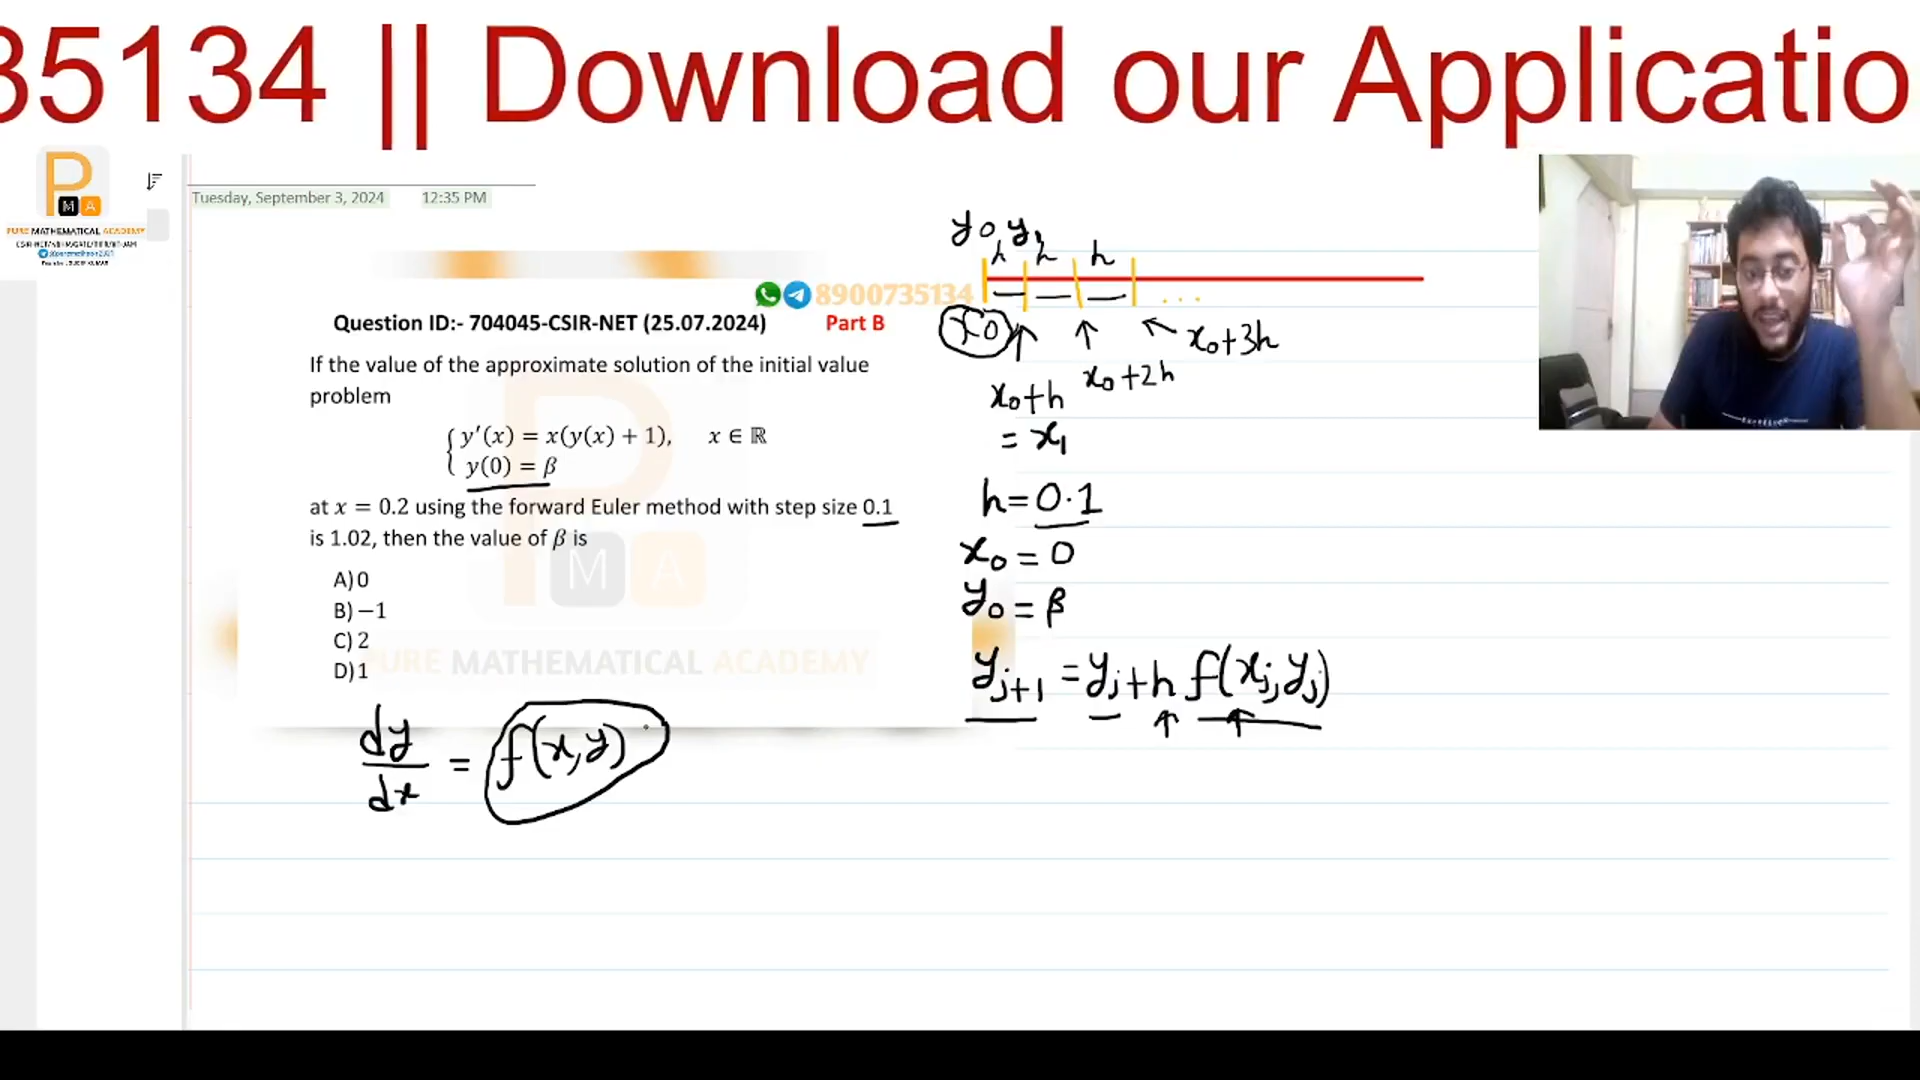 35134 || Download our Applicatio
P
M A
PURE MATHEMATICAL ACADEMY
Tuesday, September 3, 2024 12:35 PM
8900735134
Question ID:- 704045-CSIR-NET (25.07.2024) Part B
If the value of the approximate solution of the initial value
problem
y′(x) = x(y(x) + 1), x ∈ ℝ
y(0) = β
at x = 0.2 using the forward Euler method with step size 0.1
is 1.02, then the value of β is
A) 0
B) −1
C) 2
D) 1
P
M A
PURE MATHEMATICAL ACADEMY
dy/dx = f(x,y)
y₀ y₁
h h h
...
x₀
x₀+h
= x₁
x₀+2h
x₀+3h
h=0.1
x₀ = 0
y₀ = β
yⱼ₊₁ = yⱼ+h f(xⱼ,yⱼ)